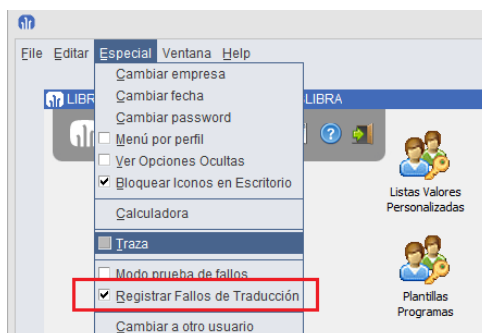 File Editar Especial Ventana Help
Cambiar empresa
Cambiar fecha
Cambiar password
Menú por perfil
Ver Opciones Ocultas
Bloquear Iconos en Escritorio
Calculadora
Traza
Modo prueba de fallos
Registrar Fallos de Traducción
Cambiar a otro usuario
LIBR
LIBRA
Listas Valores
Personalizadas
Plantillas
Programas